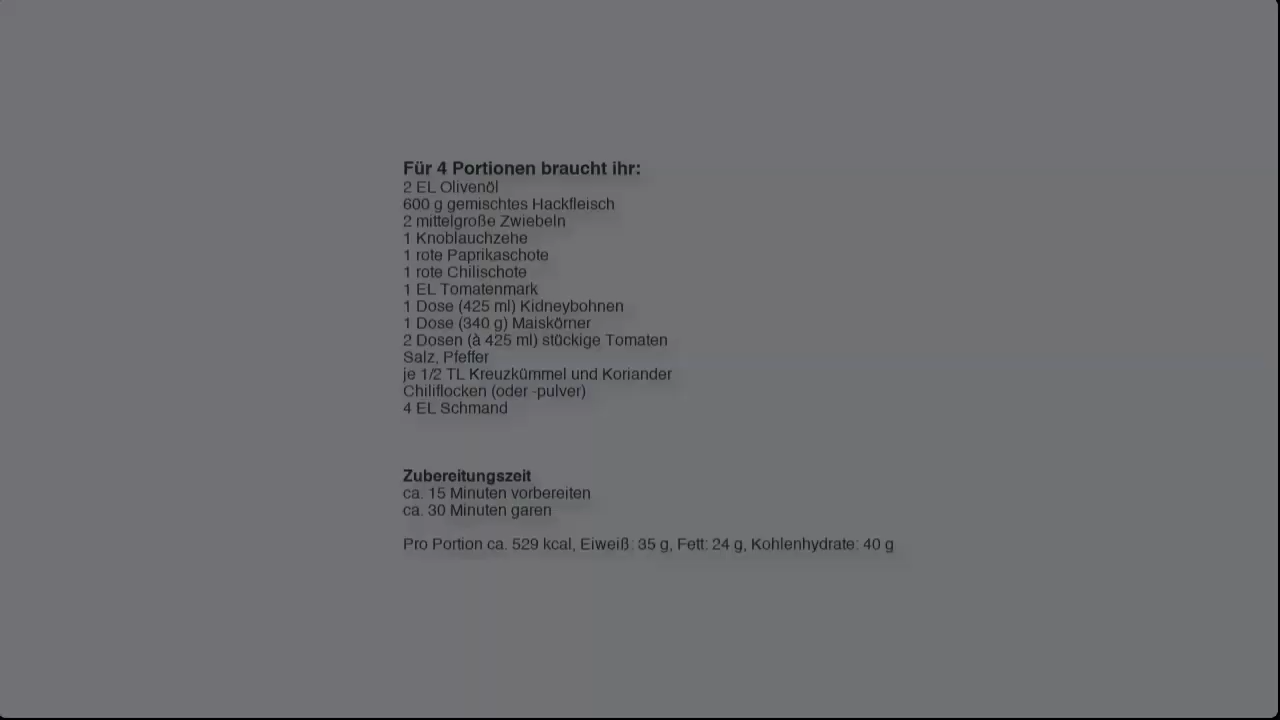 Für 4 Portionen braucht ihr:
2 EL Olivenöl
600 g gemischtes Hackfleisch
2 mittelgroße Zwiebeln
1 Knoblauchzehe
1 rote Paprikaschote
1 rote Chilischote
1 EL Tomatenmark
1 Dose (425 ml) Kidneybohnen
1 Dose (340 g) Maiskörner
2 Dosen (à 425 ml) stückige Tomaten
Salz, Pfeffer
je 1/2 TL Kreuzkümmel und Koriander
Chiliflocken (oder -pulver)
4 EL Schmand
Zubereitungszeit
ca. 15 Minuten vorbereiten
ca. 30 Minuten garen
Pro Portion ca. 529 kcal, Eiweiß: 35 g, Fett: 24 g, Kohlenhydrate: 40 g